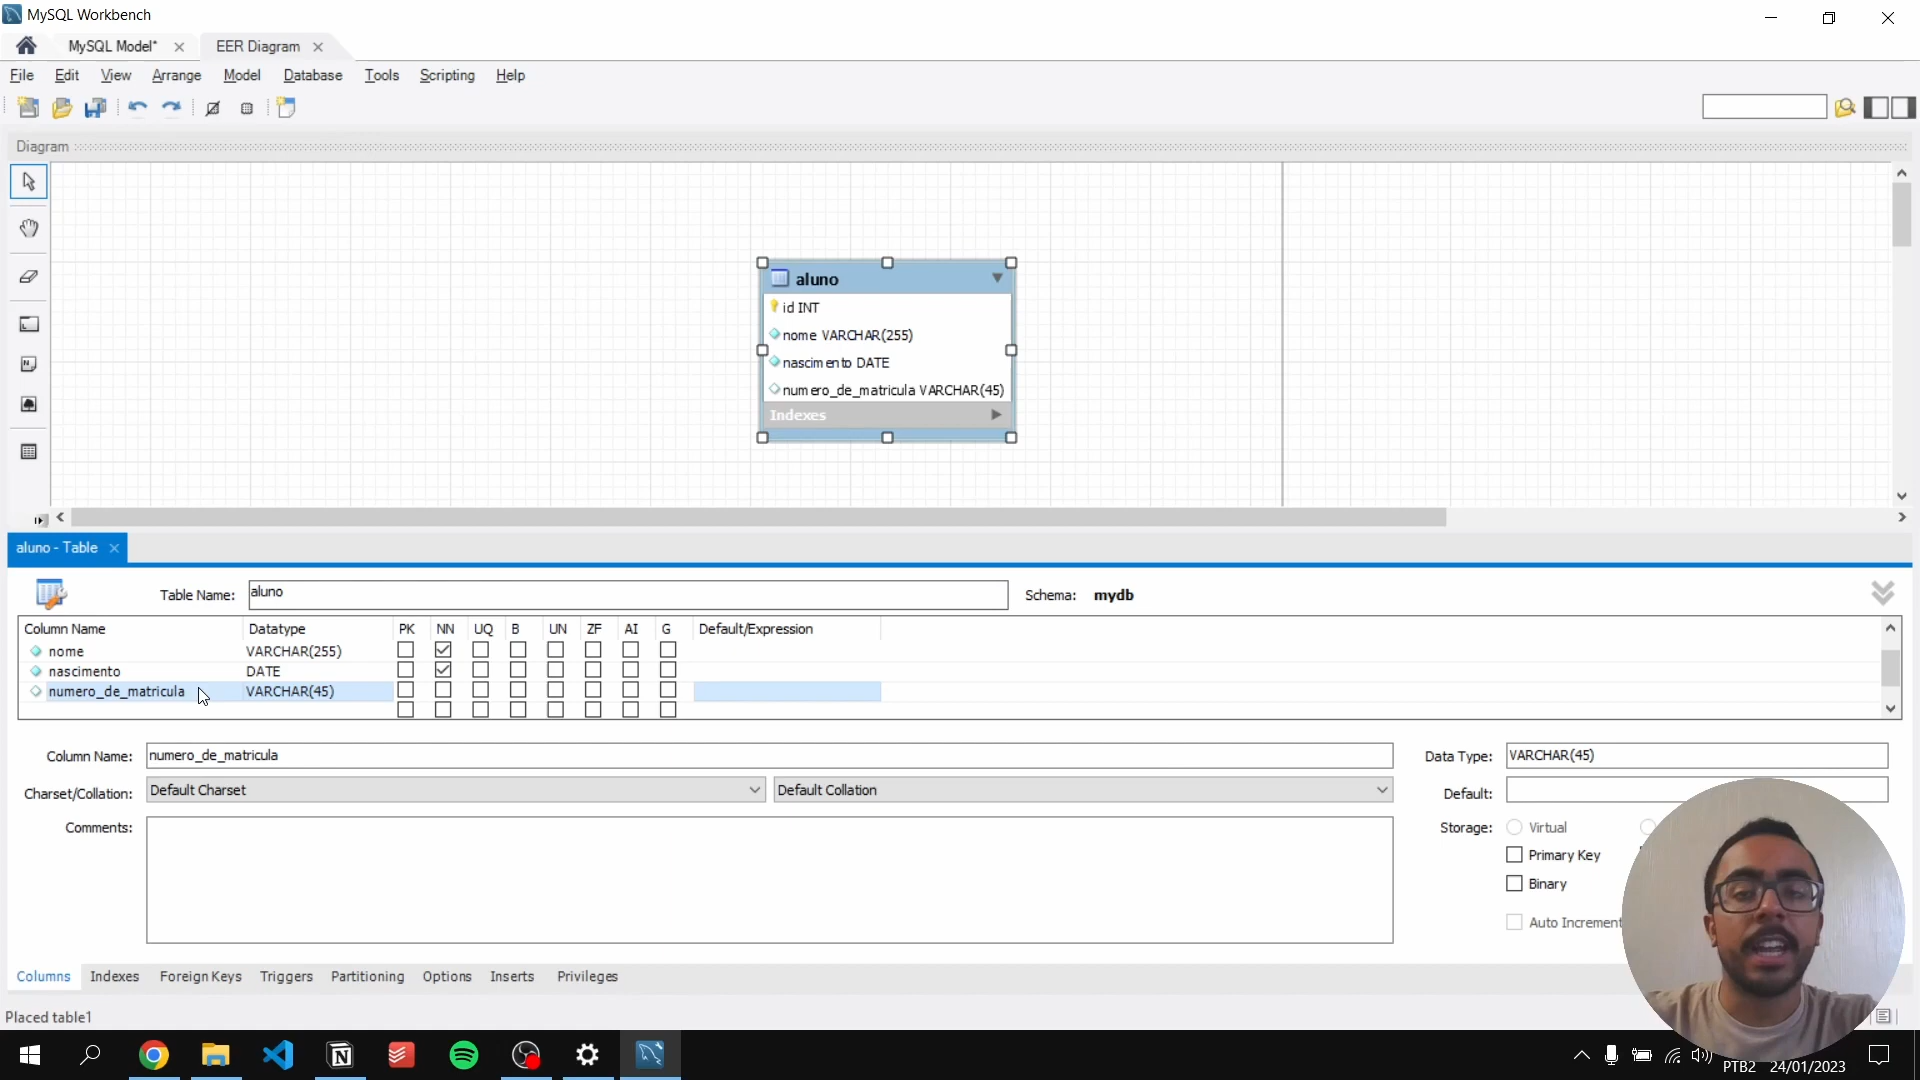 MySQL Workbench
MySQL Model* EER Diagram
File Edit View Arrange Model Database Tools Scripting Help
Diagram
aluno
id INT
nome VARCHAR(255)
nascimento DATE
numero_de_matricula VARCHAR(45)
Indexes
aluno - Table
Table Name: aluno Schema: mydb
Column Name Datatype PK NN UQ B UN ZF AI G Default/Expression
nome VARCHAR(255)
nascimento DATE
numero_de_matricula VARCHAR(45)
Column Name: numero_de_matricula Data Type: VARCHAR(45)
Charset/Collation: Default Charset Default Collation Default:
Comments: Storage: Virtual
Primary Key
Binary
Auto Increment
Columns Indexes Foreign Keys Triggers Partitioning Options Inserts Privileges
Placed table1
PTB2 24/01/2023